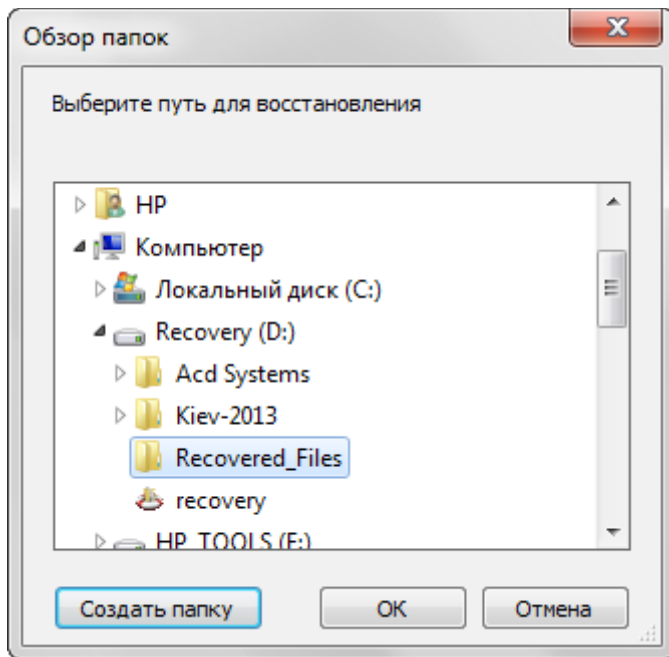 Обзор папок
Выберите путь для восстановления
HP
Компьютер
Локальный диск (C:)
Recovery (D:)
Acd Systems
Kiev-2013
Recovered_Files
recovery
HP_TOOLS (E:)
Создать папку OK Отмена